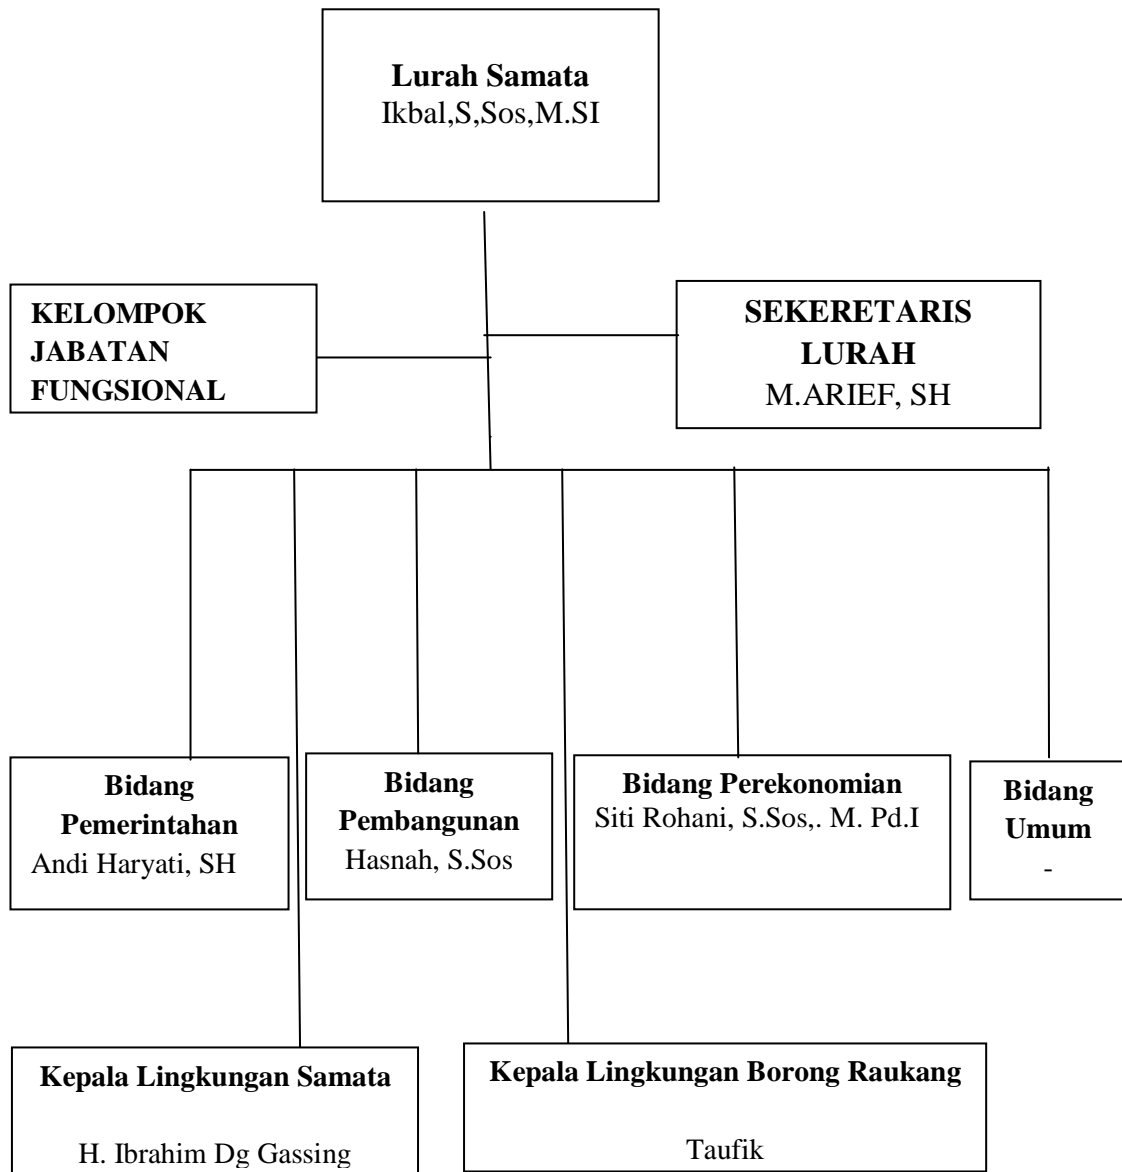 Lurah Samata
Ikbal,S,Sos,M.SI
KELOMPOK
JABATAN
FUNGSIONAL
SEKERETARIS
LURAH
M.ARIEF, SH
Bidang
Pemerintahan
Andi Haryati, SH
Bidang
Pembangunan
Hasnah, S.Sos
Bidang Perekonomian
Siti Rohani, S.Sos,. M. Pd.I
Bidang
Umum
-
Kepala Lingkungan Samata
H. Ibrahim Dg Gassing
Kepala Lingkungan Borong Raukang
Taufik